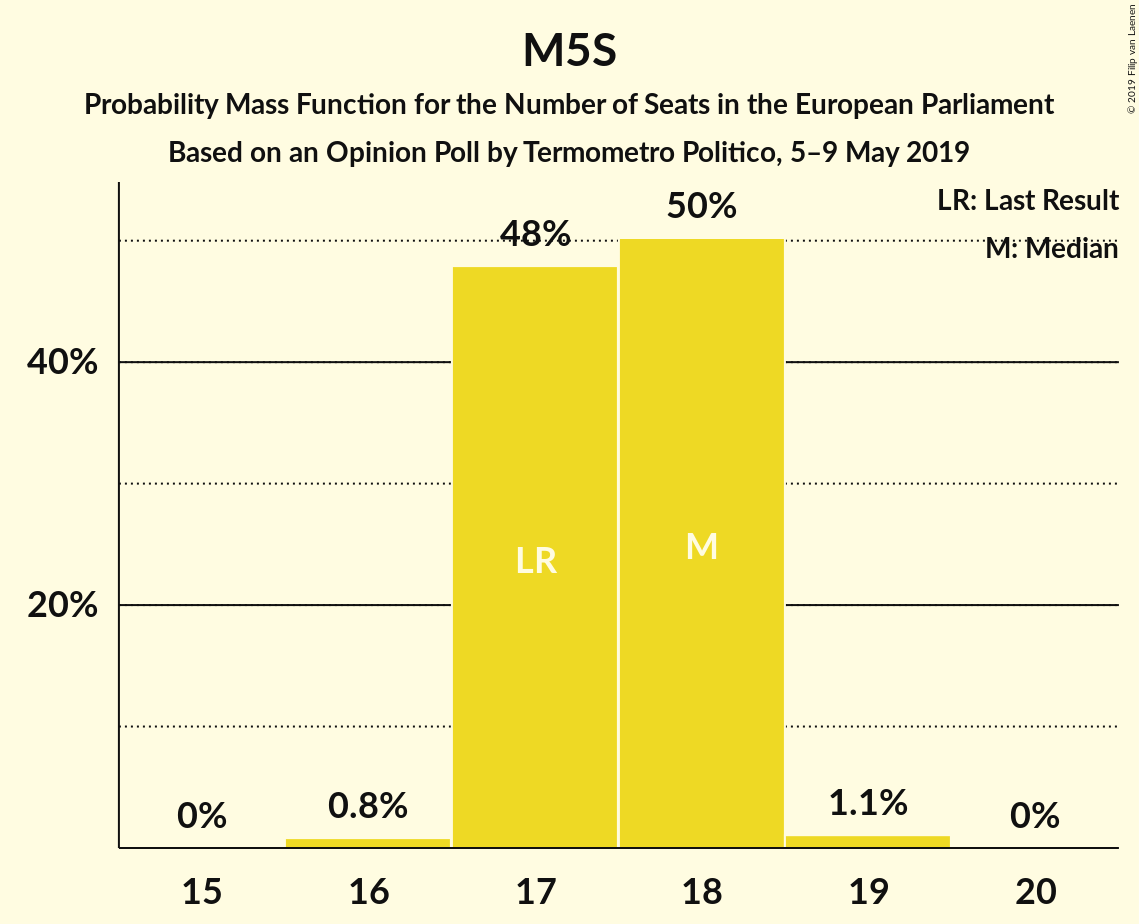 M5S
Probability Mass Function for the Number of Seats in the European Parliament
Based on an Opinion Poll by Termometro Politico, 5–9 May 2019
© 2019 Filip van Laenen
LR: Last Result
M: Median
40%
20%
0%
0.8%
48%
50%
1.1%
0%
LR
M
15 16 17 18 19 20